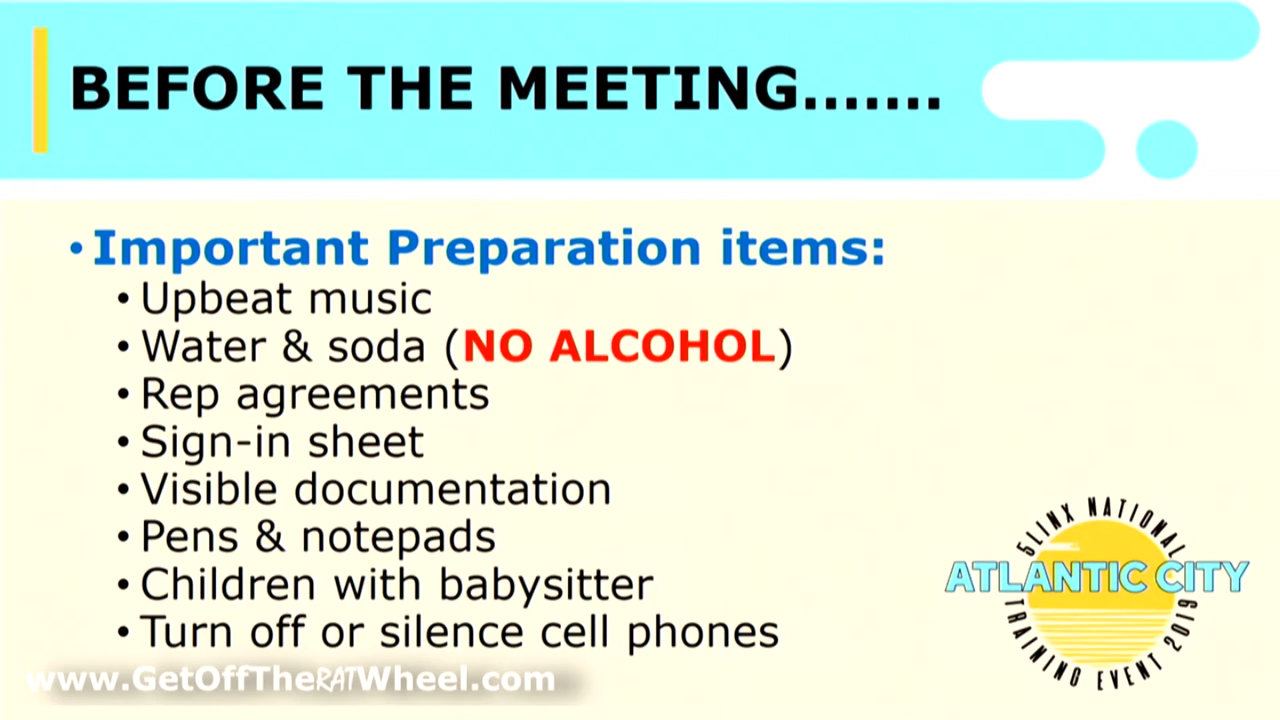 BEFORE THE MEETING.......
• Important Preparation items:
• Upbeat music
• Water & soda (NO ALCOHOL)
• Rep agreements
• Sign-in sheet
• Visible documentation
• Pens & notepads
• Children with babysitter
• Turn off or silence cell phones
5LINX NATIONAL
ATLANTIC CITY
TRAINING EVENT 2019
www.GetOffTheRATWheel.com